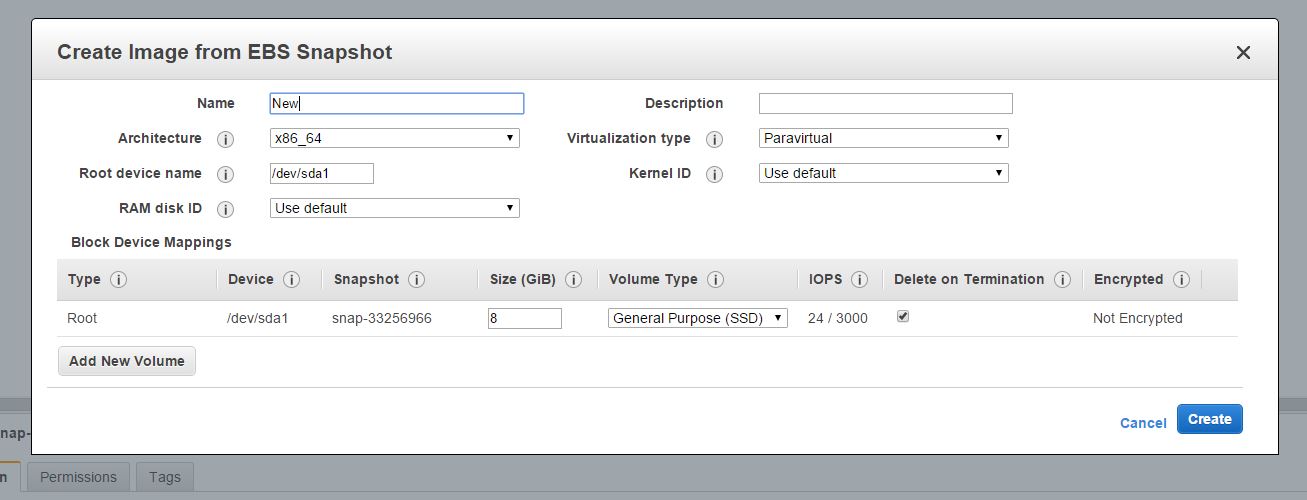 Create Image from EBS Snapshot
Name New Description
Architecture x86_64 Virtualization type Paravirtual
Root device name /dev/sda1 Kernel ID Use default
RAM disk ID Use default
Block Device Mappings
Type Device Snapshot Size (GiB) Volume Type IOPS Delete on Termination Encrypted
Root /dev/sda1 snap-33256966 8 General Purpose (SSD) 24 / 3000 Not Encrypted
Add New Volume
Cancel Create
nap-
n Permissions Tags